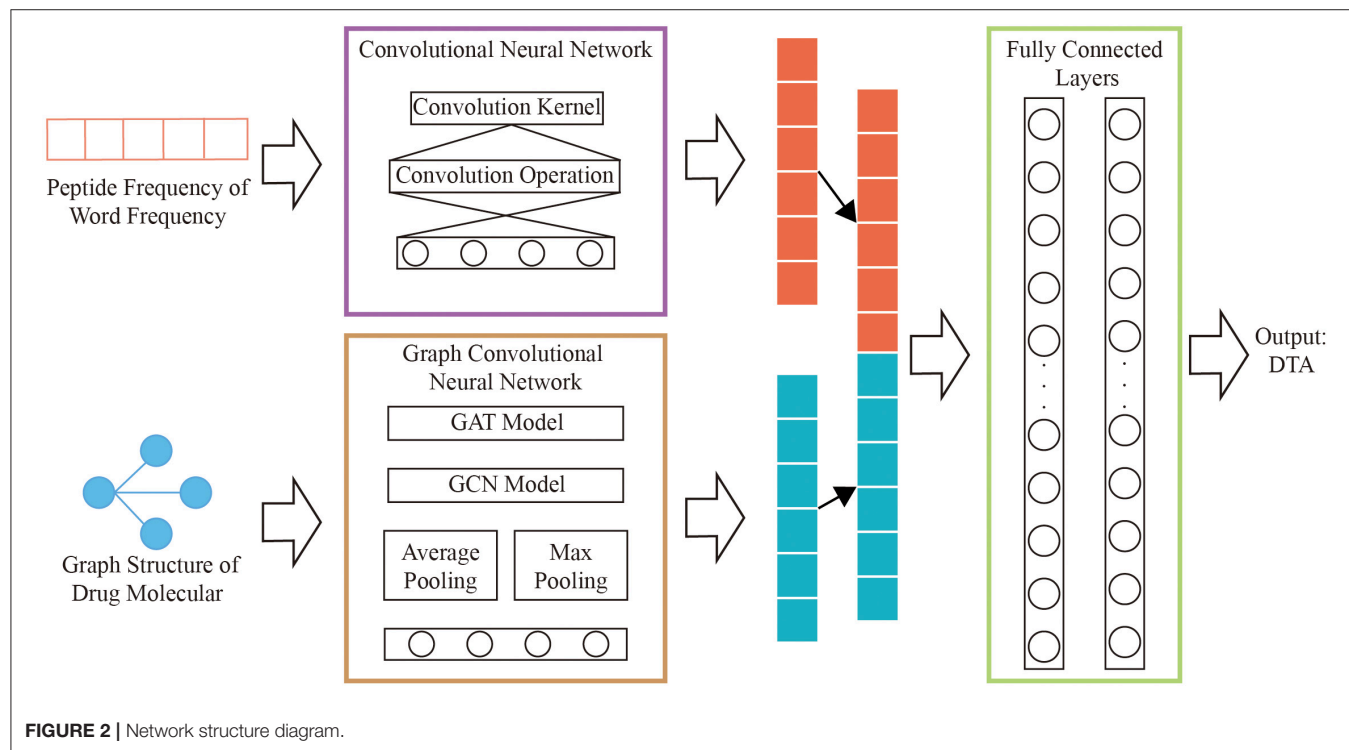 Peptide Frequency of
Word Frequency
Convolutional Neural Network
Convolution Kernel
Convolution Operation
Graph Structure of
Drug Molecular
Graph Convolutional
Neural Network
GAT Model
GCN Model
Average
Pooling
Max
Pooling
Fully Connected
Layers
Output:
DTA
FIGURE 2 | Network structure diagram.